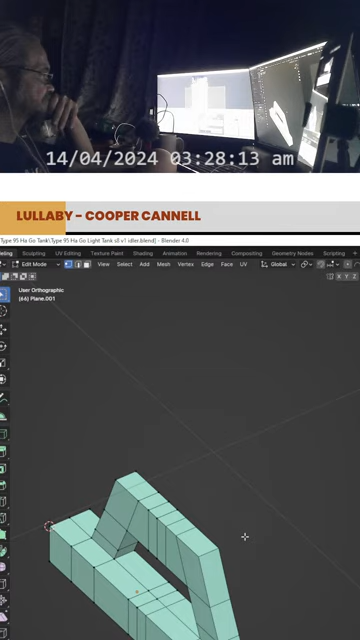 14/04/2024 03:28:13 am
LULLABY - COOPER CANNELL
Type 95 Ha Go Tank\Type 95 Ha Go Light Tank s8 v1 idler.blend] - Blender 4.0
Sculpting UV Editing Texture Paint Shading Animation Rendering Compositing Geometry Nodes Scripting
Edit Mode View Select Add Mesh Vertex Edge Face UV Global
X Y Z
User Orthographic
(66) Plane.001